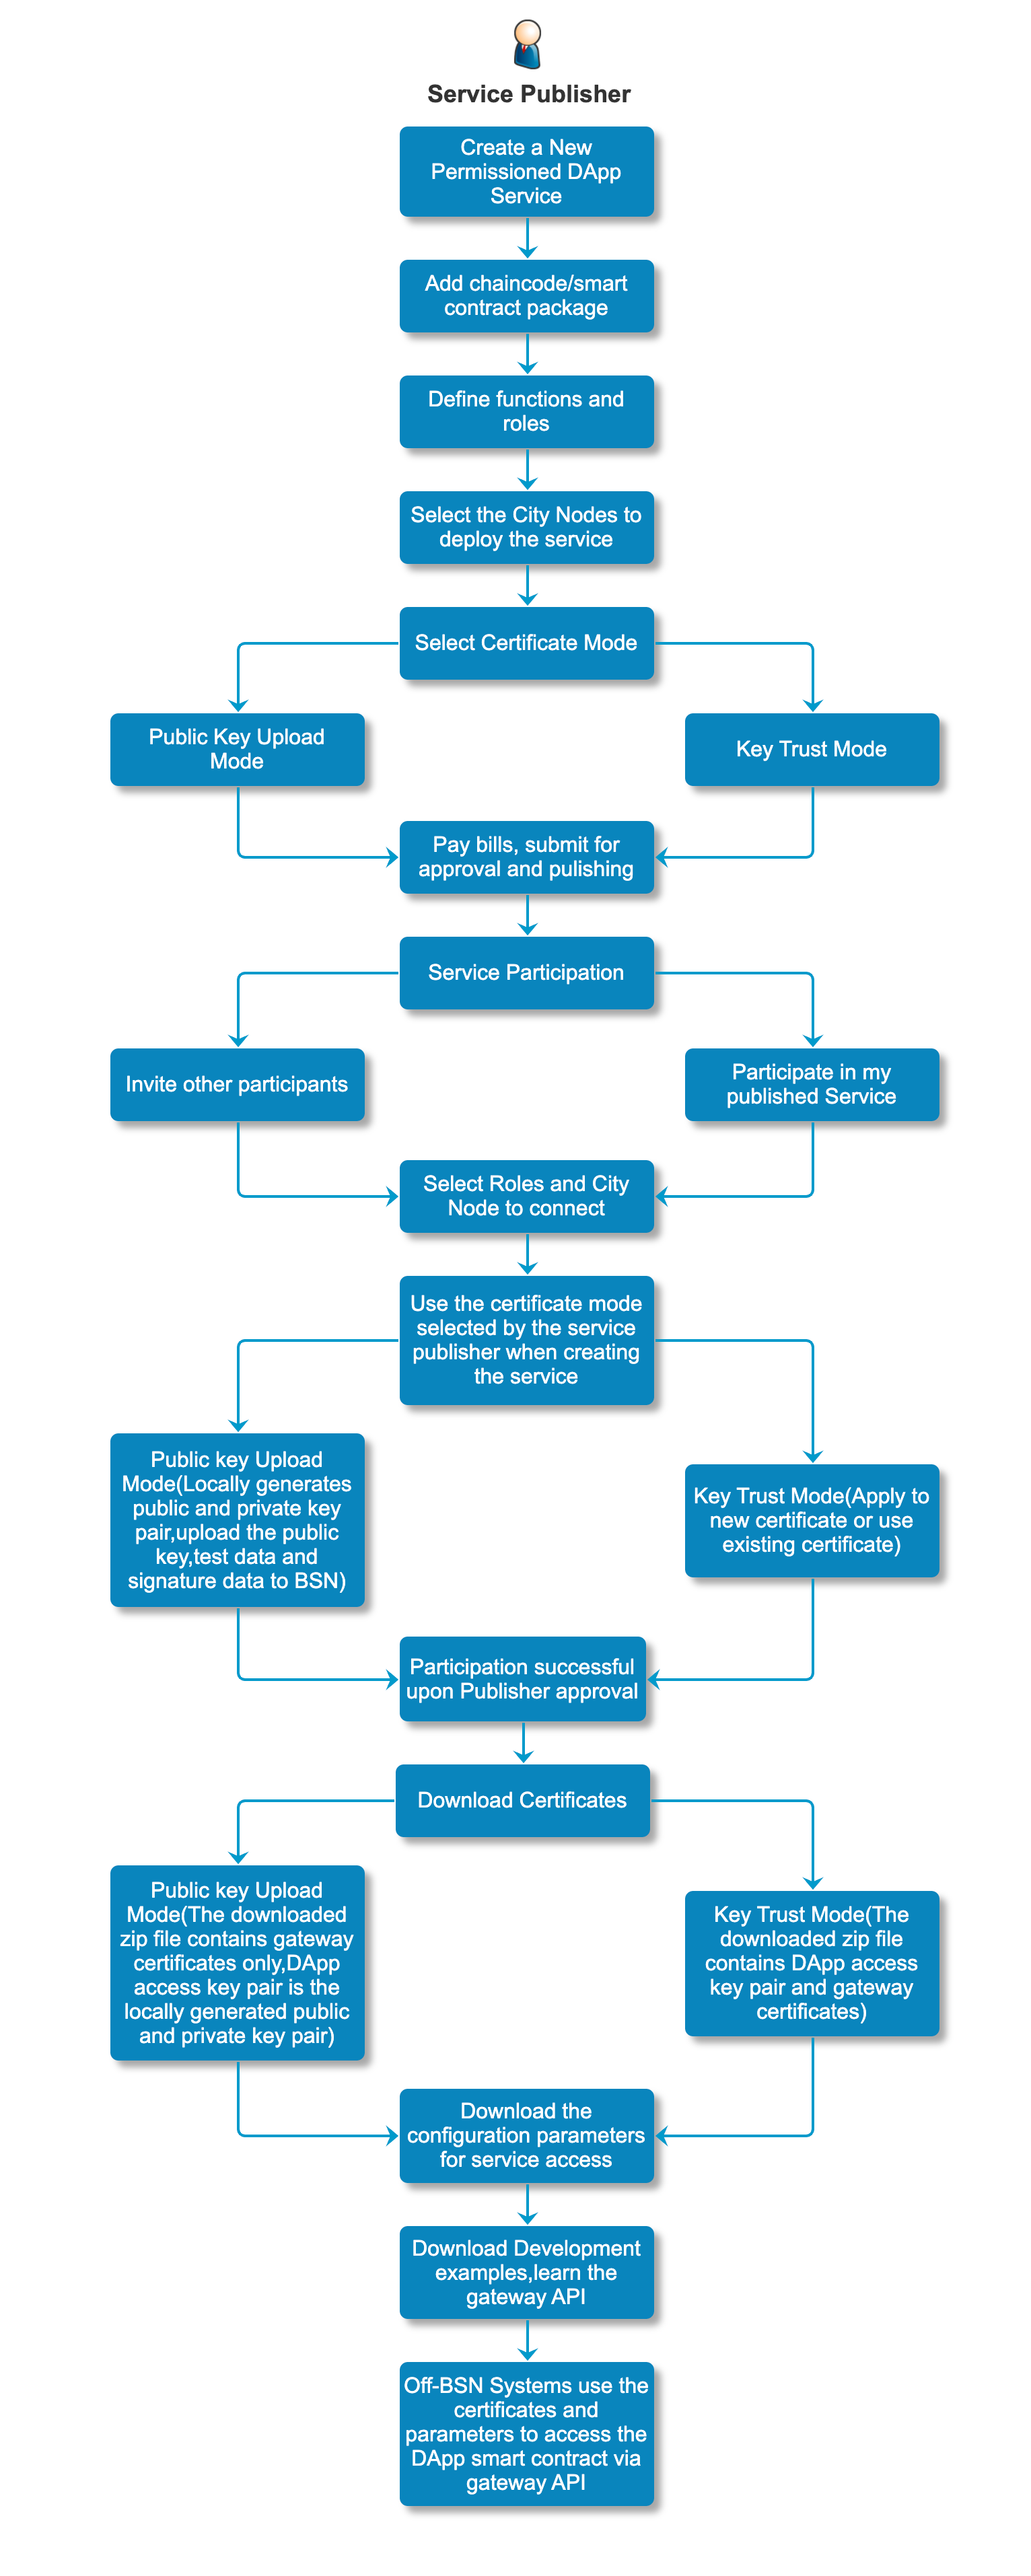 Service Publisher
Create a New
Permissioned DApp
Service
Add chaincode/smart
contract package
Define functions and
roles
Select the City Nodes to
deploy the service
Select Certificate Mode
Public Key Upload
Mode
Key Trust Mode
Pay bills, submit for
approval and pulishing
Service Participation
Invite other participants
Participate in my
published Service
Select Roles and City
Node to connect
Use the certificate mode
selected by the service
publisher when creating
the service
Public key Upload
Mode(Locally generates
public and private key
pair,upload the public
key,test data and
signature data to BSN)
Key Trust Mode(Apply to
new certificate or use
existing certificate)
Participation successful
upon Publisher approval
Download Certificates
Public key Upload
Mode(The downloaded
zip file contains gateway
certificates only,DApp
access key pair is the
locally generated public
and private key pair)
Key Trust Mode(The
downloaded zip file
contains DApp access
key pair and gateway
certificates)
Download the
configuration parameters
for service access
Download Development
examples,learn the
gateway API
Off-BSN Systems use the
certificates and
parameters to access the
DApp smart contract via
gateway API